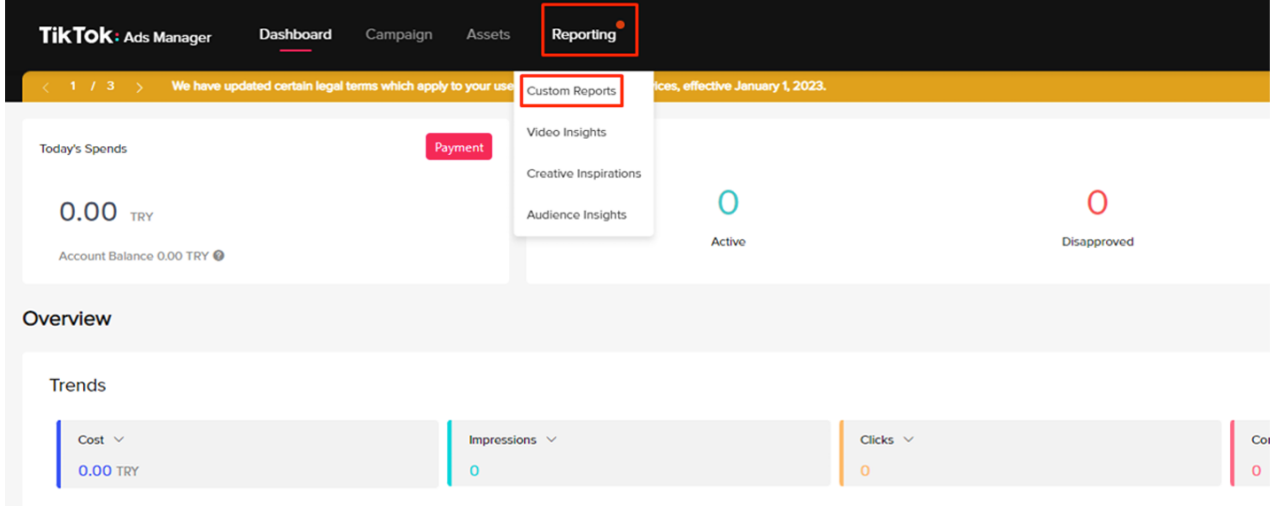 TikTok: Ads Manager Dashboard Campaign Assets Reporting
< 1 / 3 > We have updated certain legal terms which apply to your use ices, effective January 1, 2023.
Custom Reports
Video Insights
Creative Inspirations
Audience Insights
Today's Spends Payment
0.00 TRY
Account Balance 0.00 TRY
0
Active
0
Disapproved
Overview
Trends
Cost Impressions Clicks
0.00 TRY 0 0 0